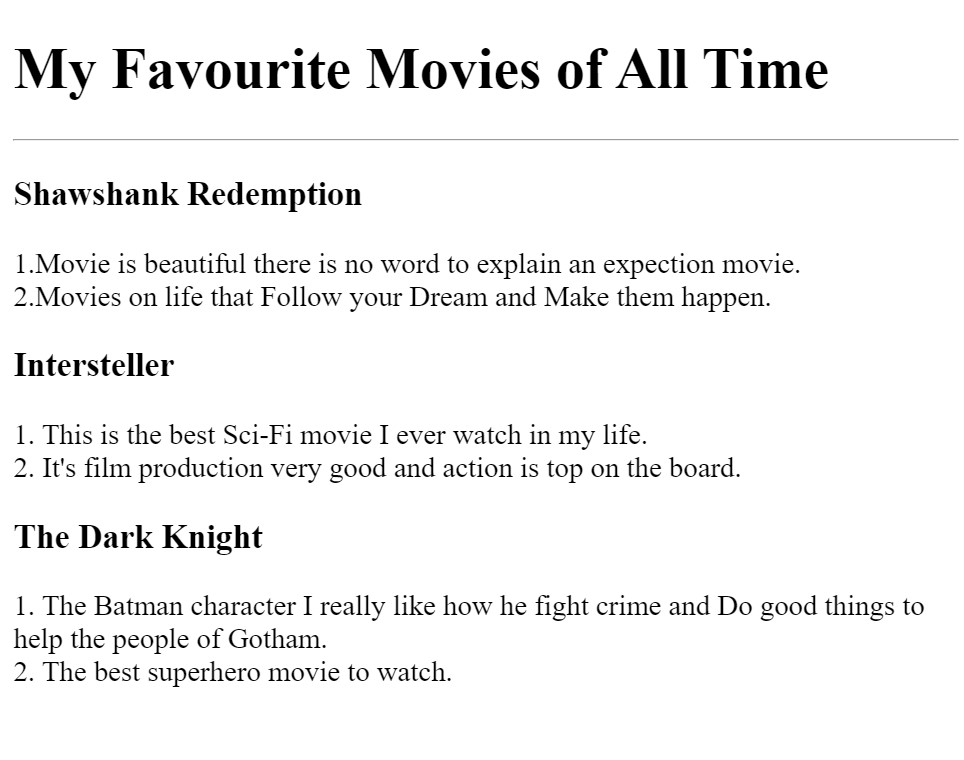 My Favourite Movies of All Time
Shawshank Redemption
1.Movie is beautiful there is no word to explain an expection movie.
2.Movies on life that Follow your Dream and Make them happen.
Intersteller
1. This is the best Sci-Fi movie I ever watch in my life.
2. It's film production very good and action is top on the board.
The Dark Knight
1. The Batman character I really like how he fight crime and Do good things to
help the people of Gotham.
2. The best superhero movie to watch.